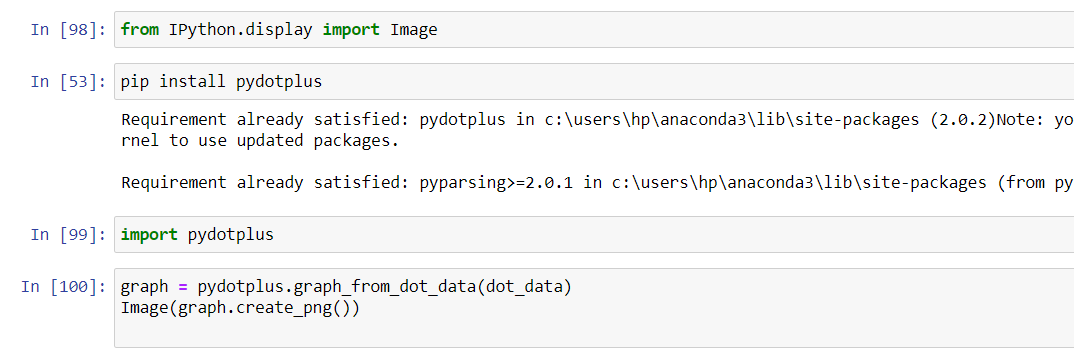 In [98]: from IPython.display import Image
In [53]: pip install pydotplus
Requirement already satisfied: pydotplus in c:\users\hp\anaconda3\lib\site-packages (2.0.2)Note: yo
rnel to use updated packages.
Requirement already satisfied: pyparsing>=2.0.1 in c:\users\hp\anaconda3\lib\site-packages (from py
In [99]: import pydotplus
In [100]: graph = pydotplus.graph_from_dot_data(dot_data)
Image(graph.create_png())